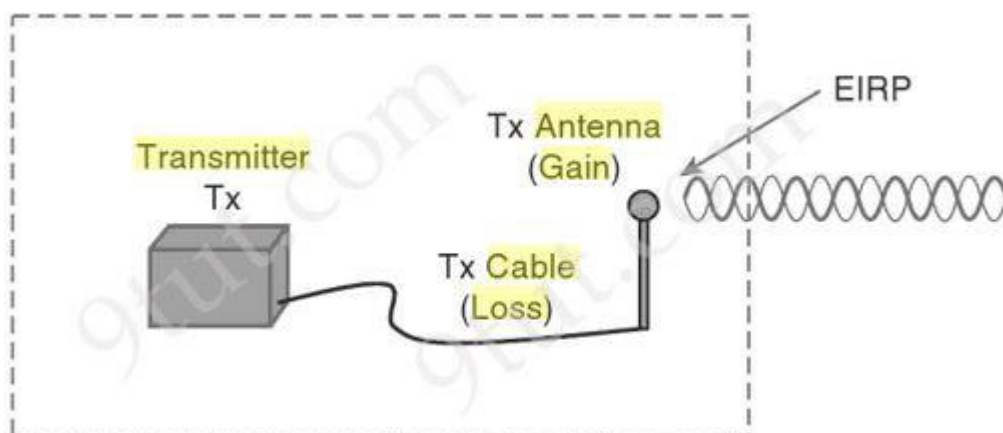 EIRP
Tx Antenna
(Gain)
Transmitter
Tx
Tx Cable
(Loss)
9tut.com
9tut.com